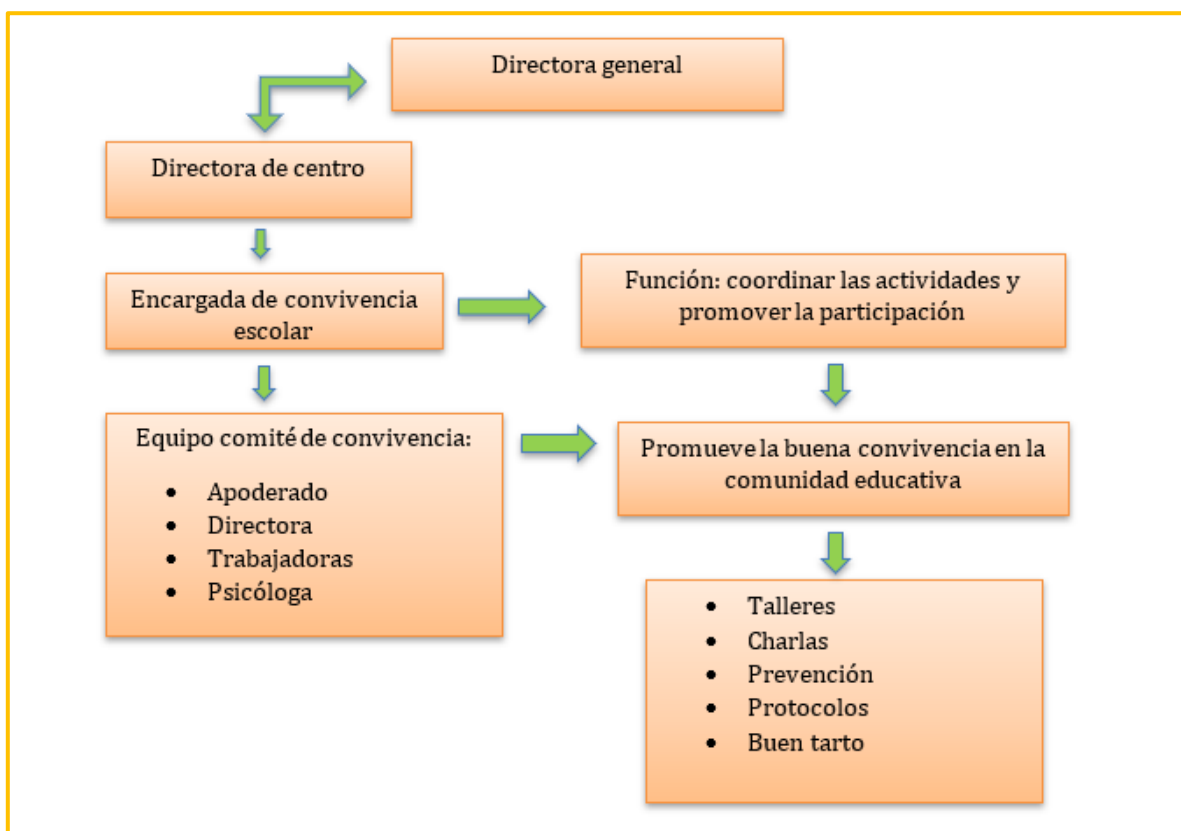 Directora general
Directora de centro
Encargada de convivencia
escolar
Función: coordinar las actividades y
promover la participación
Equipo comité de convivencia:
• Apoderado
• Directora
• Trabajadoras
• Psicóloga
Promueve la buena convivencia en la
comunidad educativa
• Talleres
• Charlas
• Prevención
• Protocolos
• Buen tarto